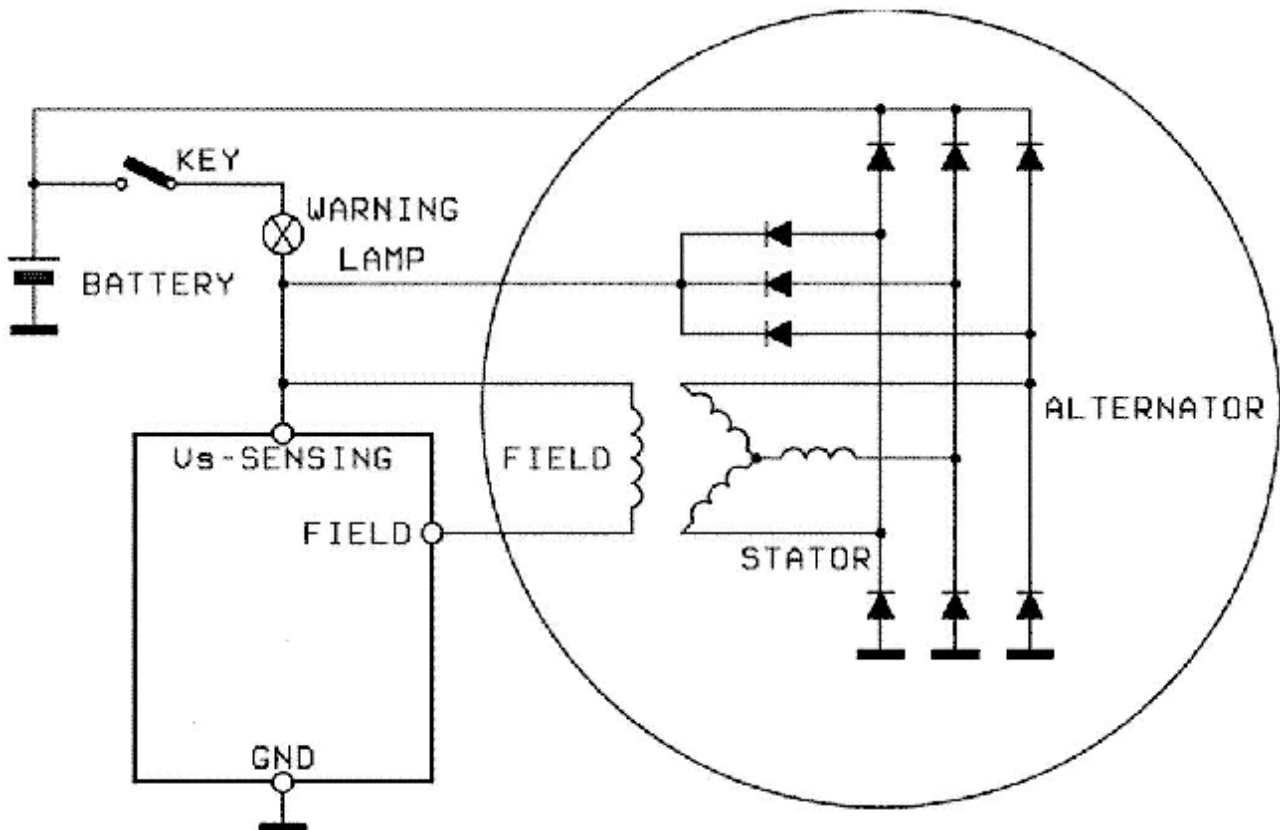 KEY
WARNING
LAMP
BATTERY
ALTERNATOR
Vs-SENSING
FIELD
FIELD
STATOR
GND